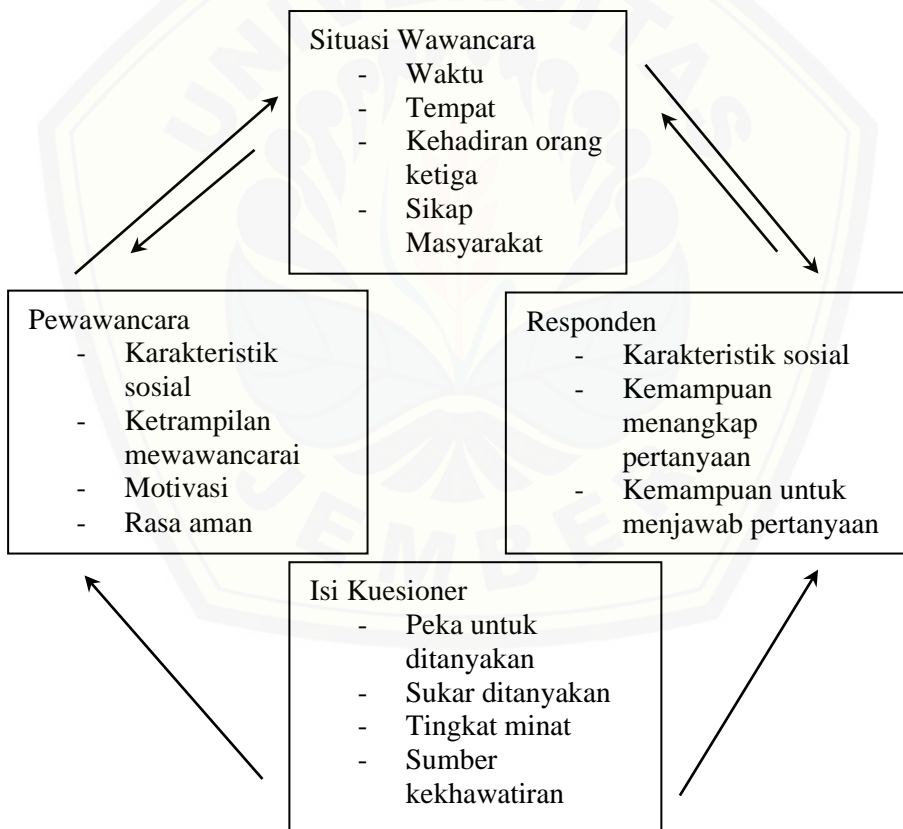 UNIVERSITAS
Situasi Wawancara
- Waktu
- Tempat
- Kehadiran orang
ketiga
- Sikap
Masyarakat
Pewawancara
- Karakteristik
sosial
- Ketrampilan
mewawancarai
- Motivasi
- Rasa aman
Responden
- Karakteristik sosial
- Kemampuan
menangkap
pertanyaan
- Kemampuan untuk
menjawab pertanyaan
JEMBER
Isi Kuesioner
- Peka untuk
ditanyakan
- Sukar ditanyakan
- Tingkat minat
- Sumber
kekhawatiran